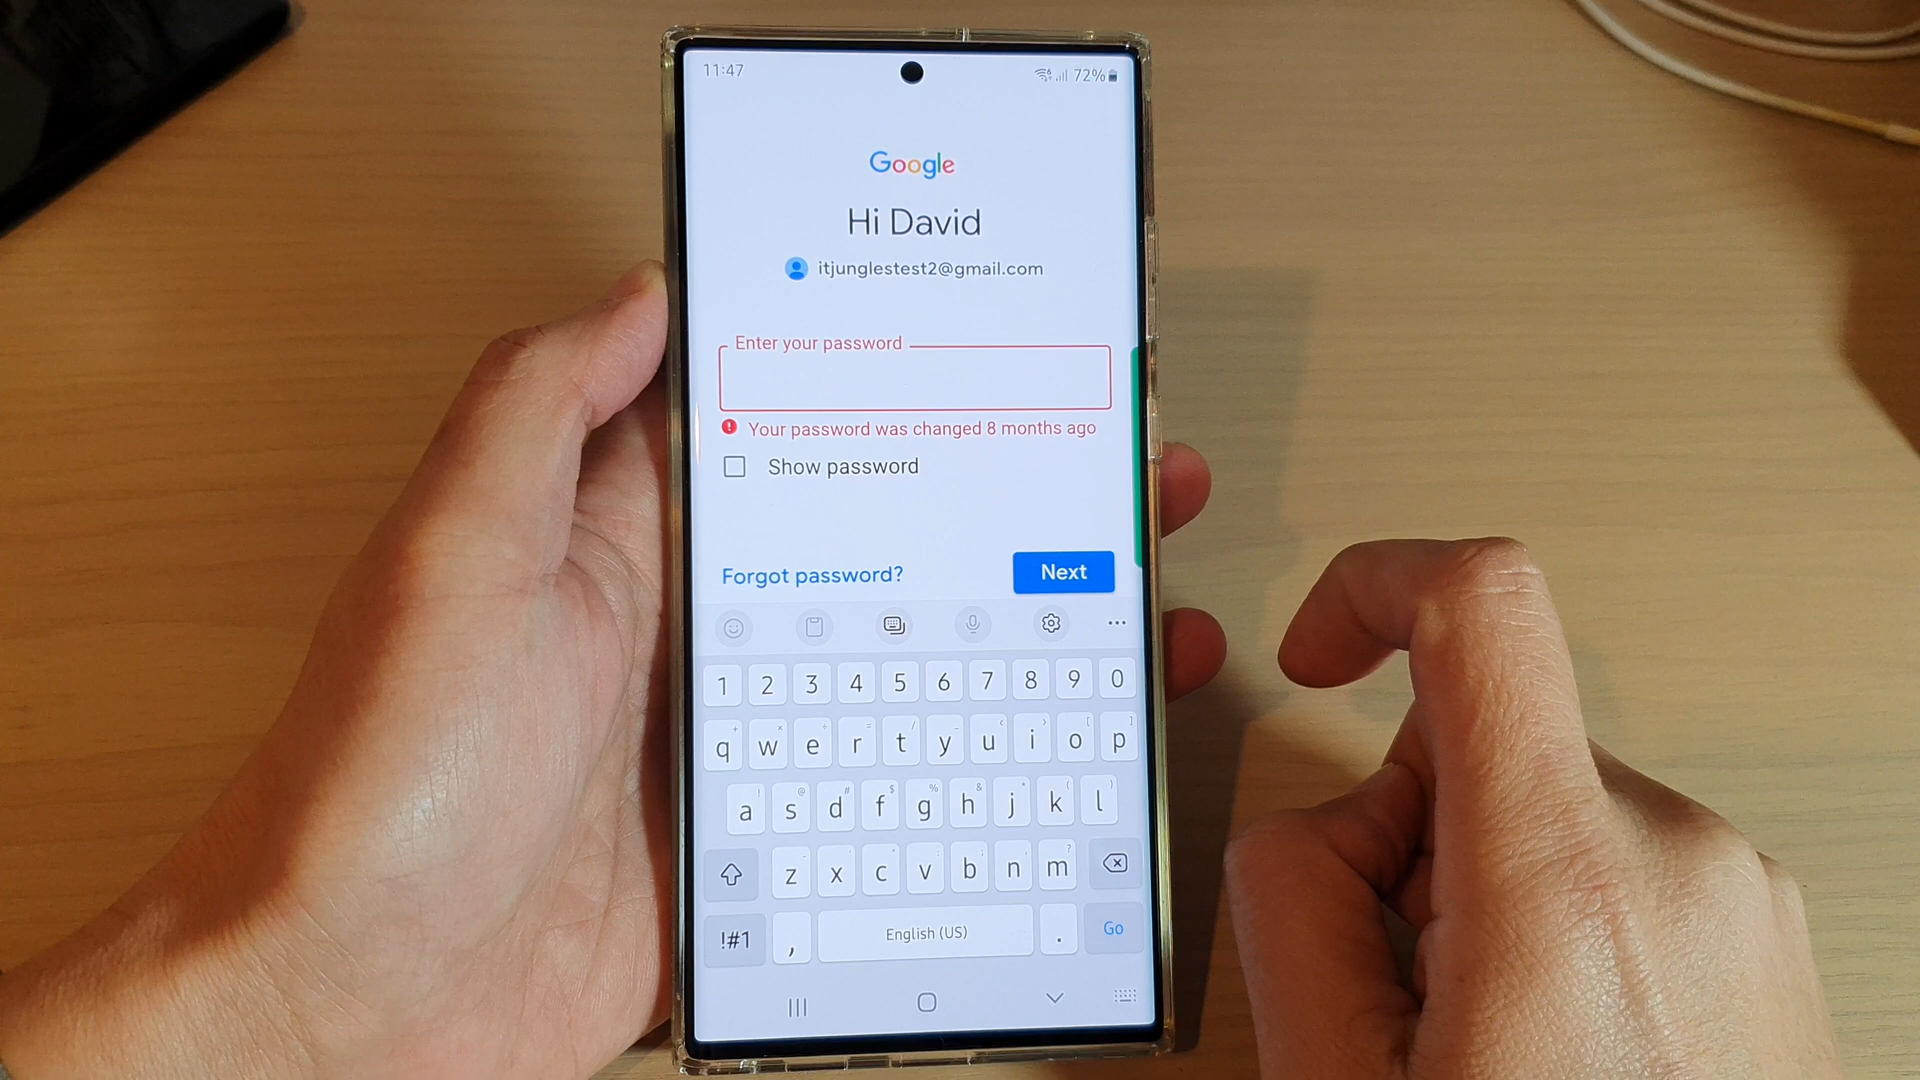 11:47
72%
Google
Hi David
itjunglestest2@gmail.com
Enter your password
Your password was changed 8 months ago
Show password
Forgot password?
Next
1 2 3 4 5 6 7 8 9 0
q w e r t y u i o p
a s d f g h j k l
z x c v b n m
!#1 , English (US) . Go